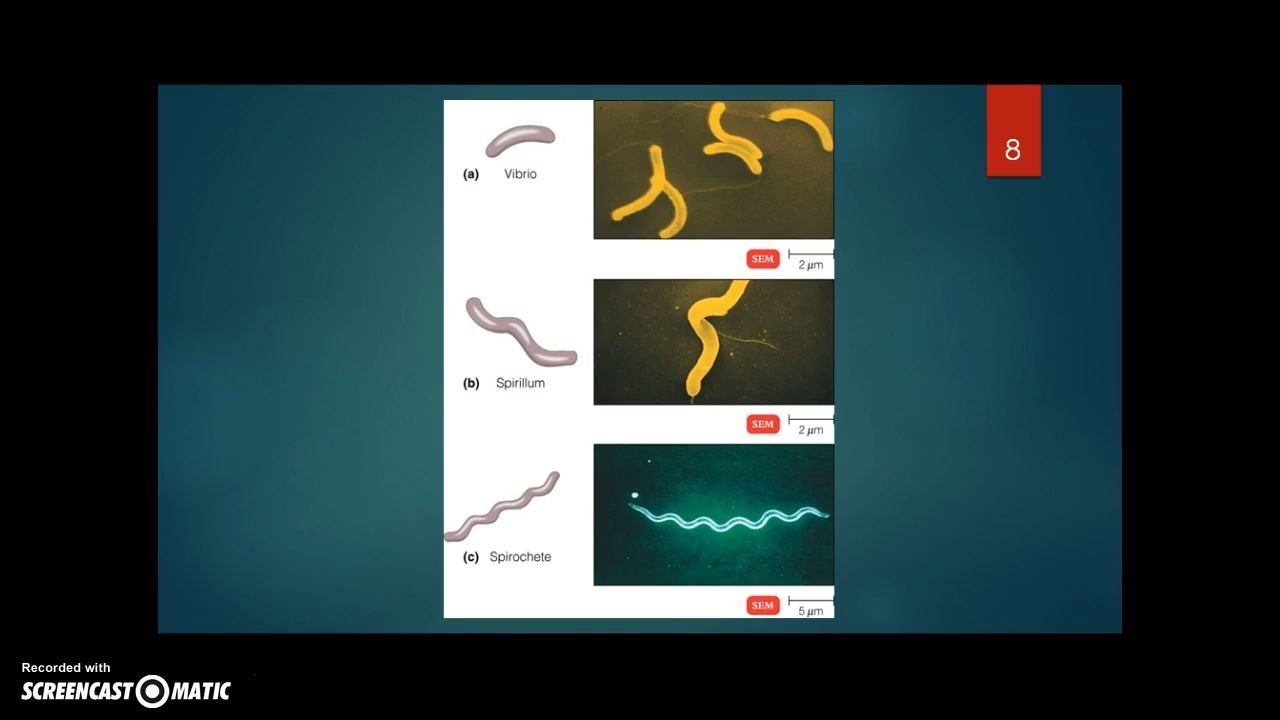 8
(a) Vibrio
SEM 2 μm
(b) Spirillum
SEM 2 μm
(c) Spirochete
SEM 5 μm
Recorded with
SCREENCAST MATIC